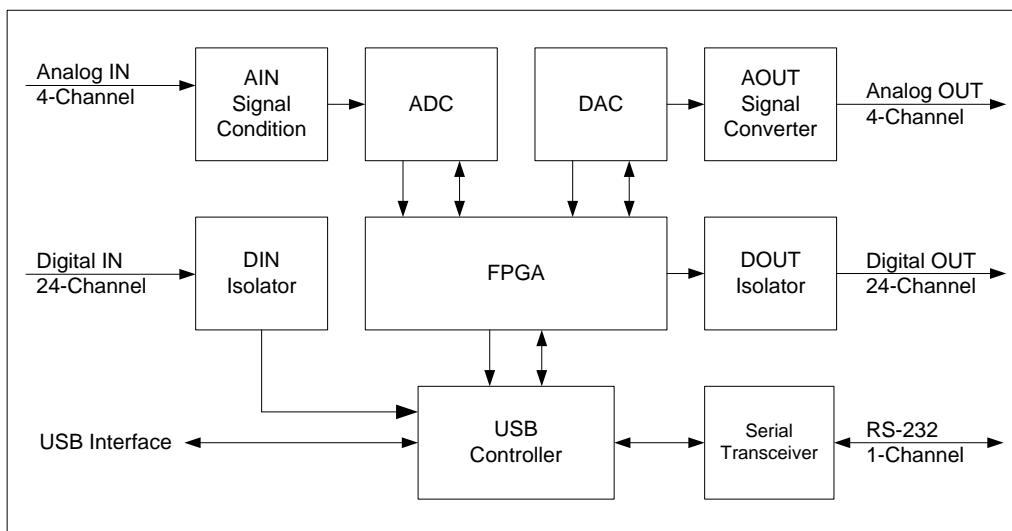 Analog IN
4-Channel
AIN
Signal
Condition
ADC
DAC
AOUT
Signal
Converter
Analog OUT
4-Channel
Digital IN
24-Channel
DIN
Isolator
FPGA
DOUT
Isolator
Digital OUT
24-Channel
USB Interface
USB
Controller
Serial
Transceiver
RS-232
1-Channel